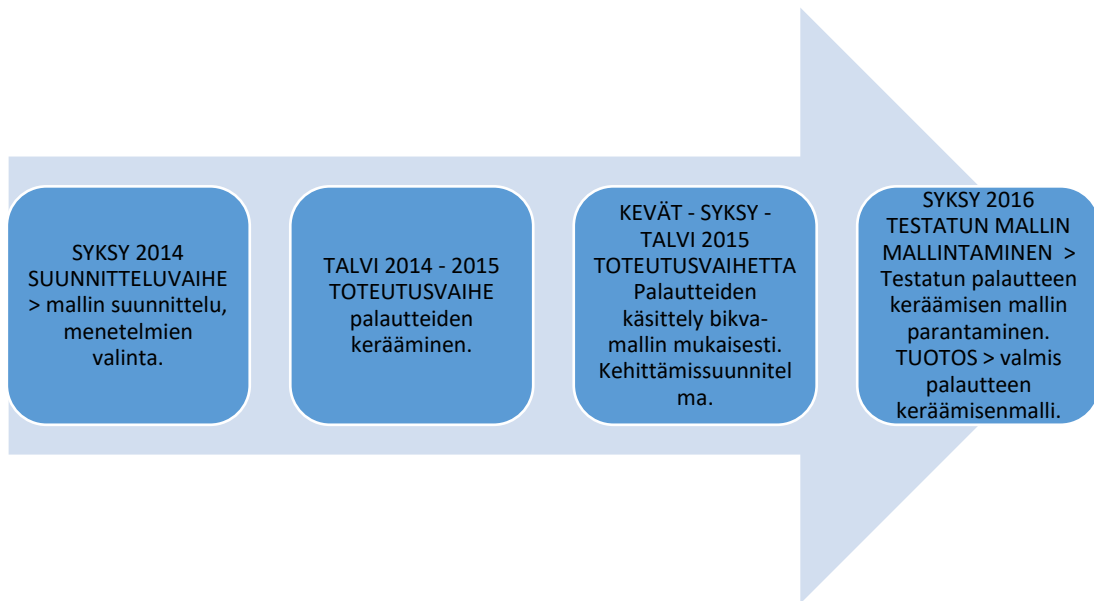 SYKSY 2014
SUUNNITTELUVAIHE
> mallin suunnittelu,
menetelmien
valinta.
TALVI 2014 - 2015
TOTEUTUSVAIHE
palautteiden
kerääminen.
KEVÄT - SYKSY -
TALVI 2015
TOTEUTUSVAIHETTA
Palautteiden
käsittely bikva-
mallin mukaisesti.
Kehittämissuunnitel
ma.
SYKSY 2016
TESTATUN MALLIN
MALLINTAMINEN >
Testatun palautteen
keräämisen mallin
parantaminen.
TUOTOS > valmis
palautteen
keräämisenmalli.